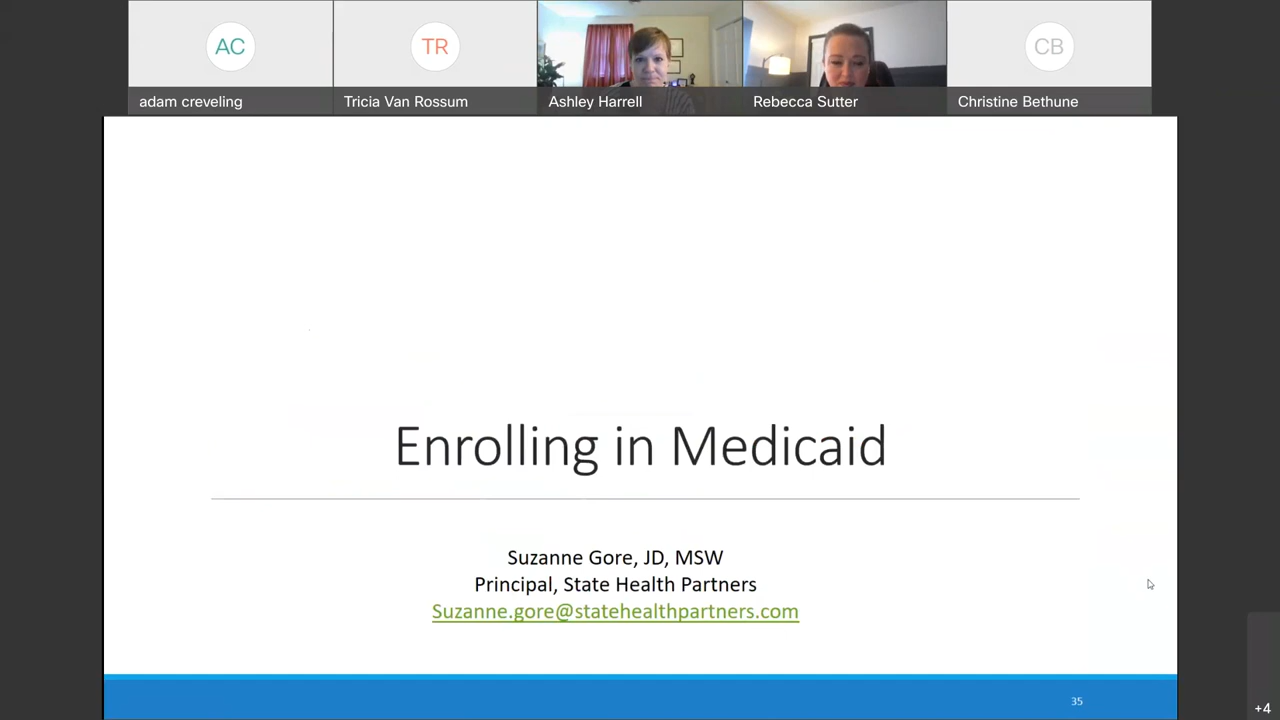 AC
TR
CB
adam creveling
Tricia Van Rossum
Ashley Harrell
Rebecca Sutter
Christine Bethune
Enrolling in Medicaid
Suzanne Gore, JD, MSW
Principal, State Health Partners
Suzanne.gore@statehealthpartners.com
35
+4